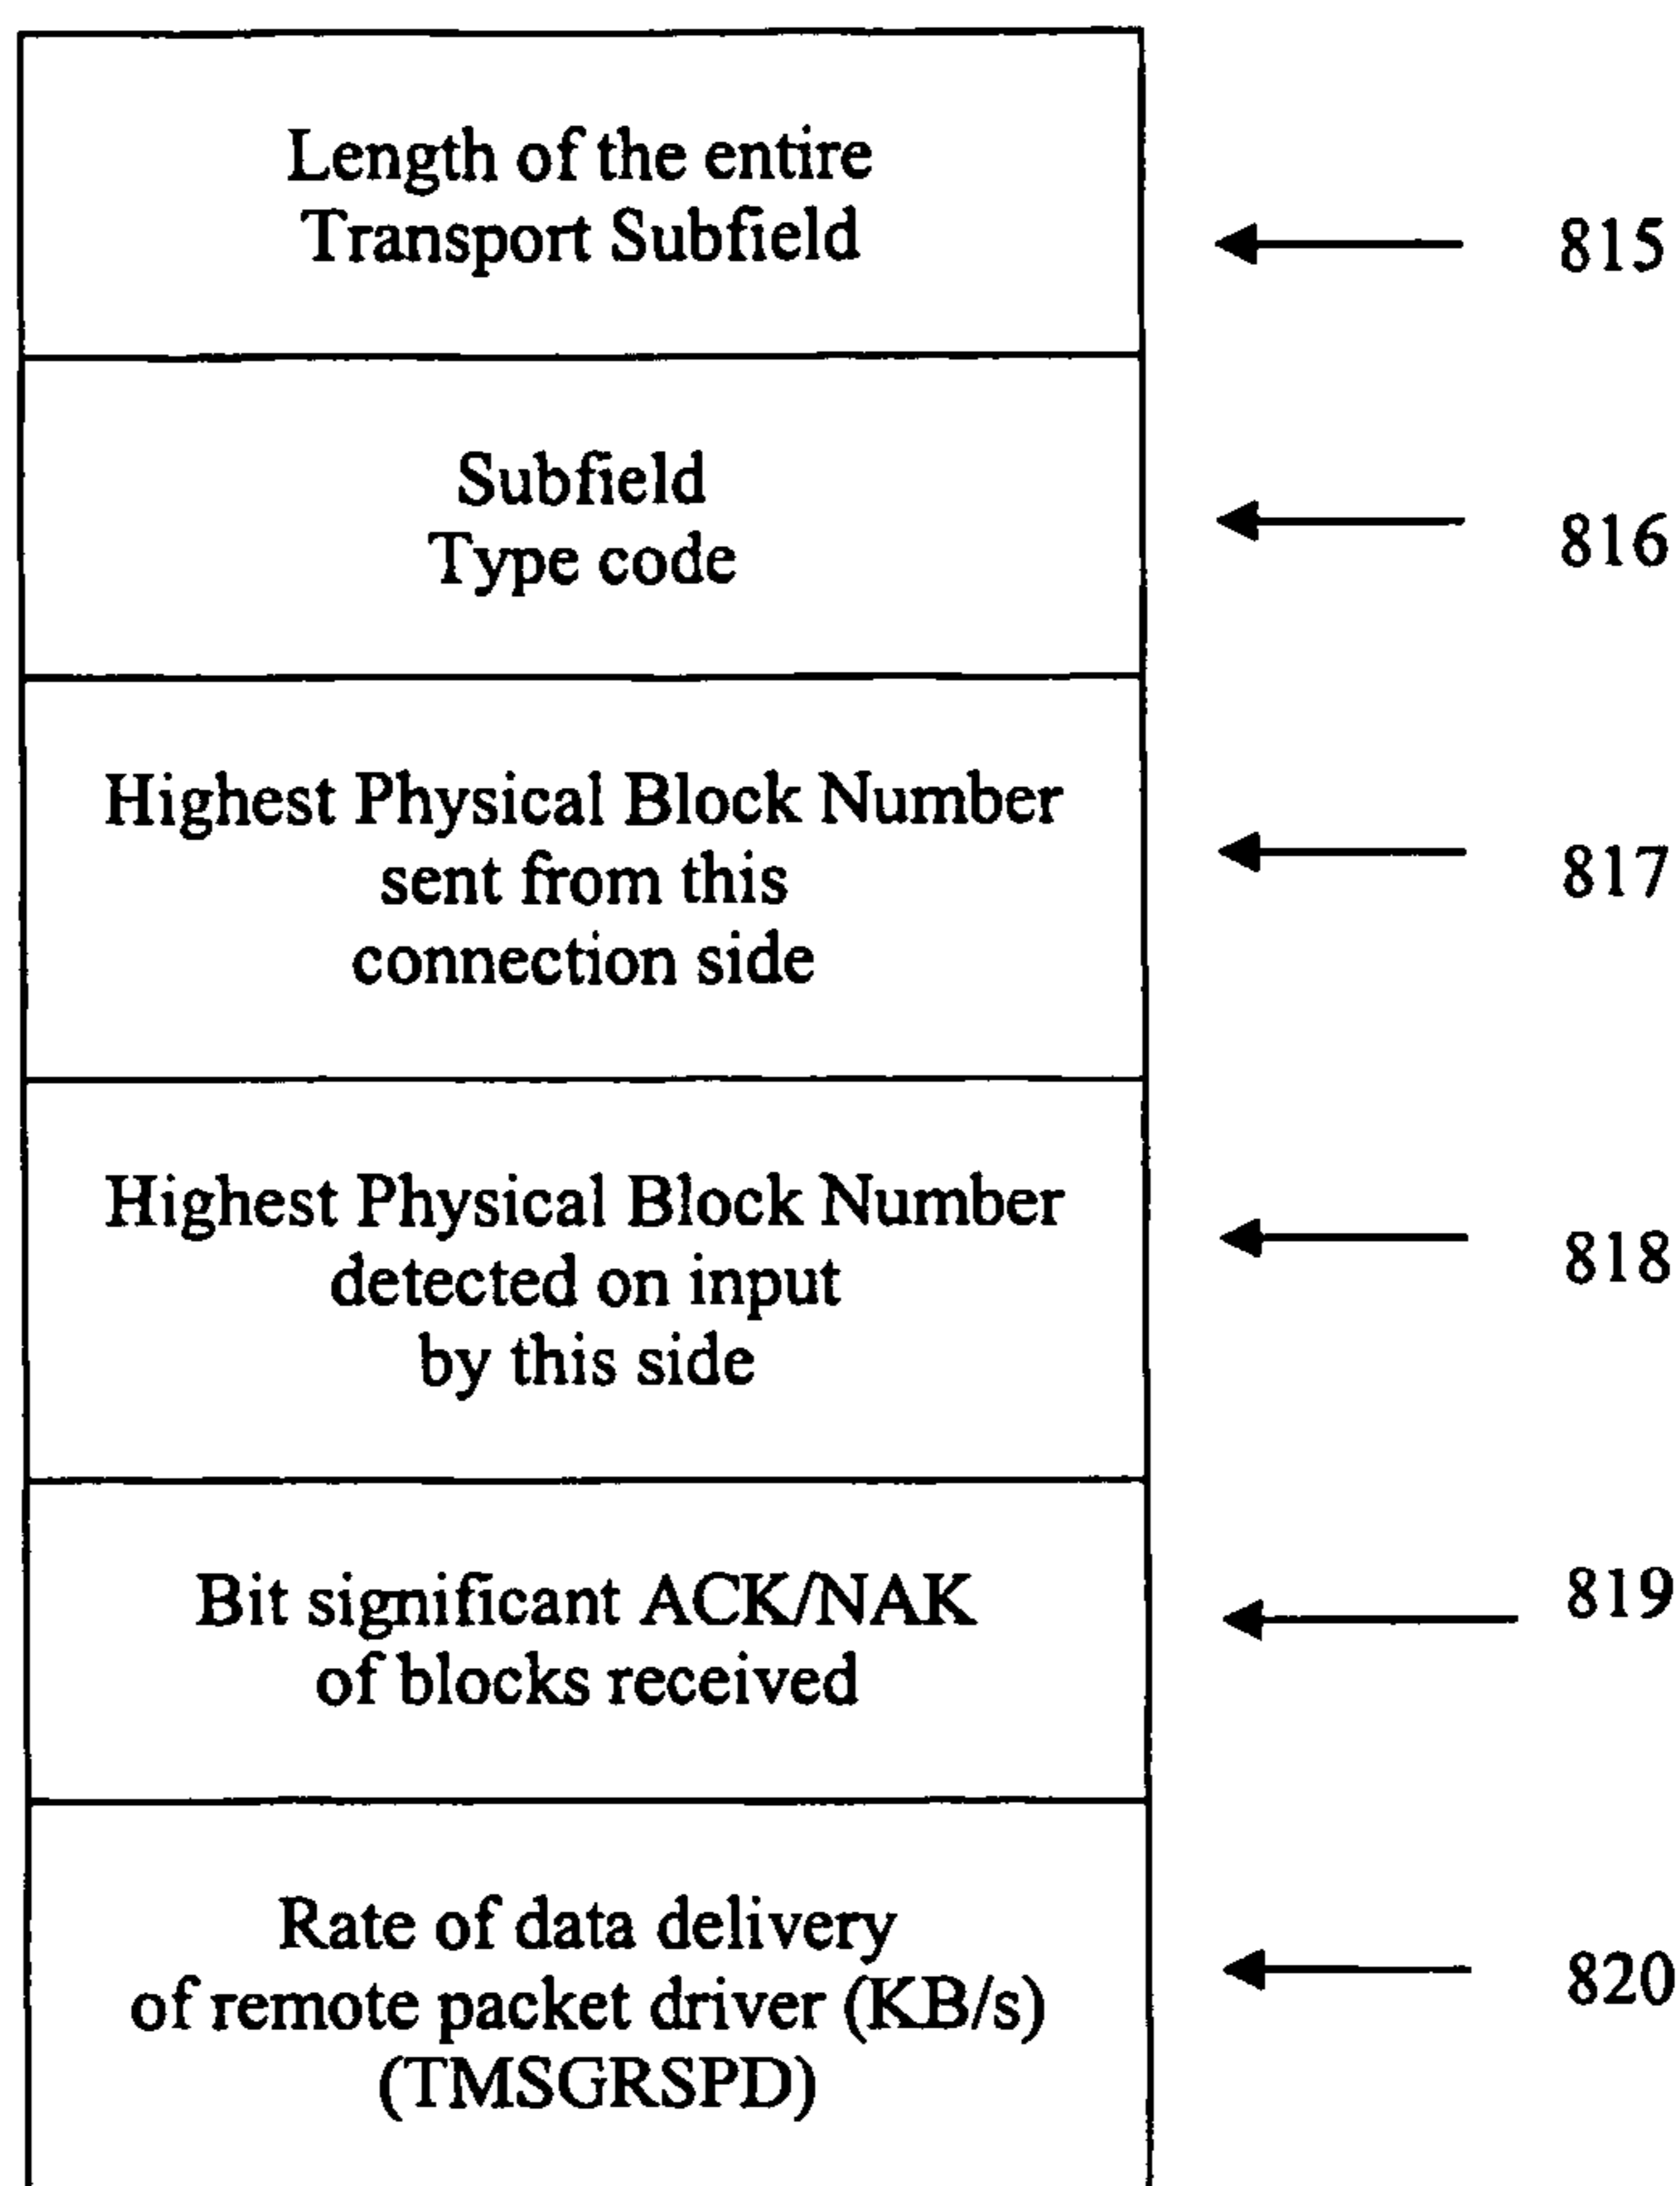 Length of the entire
Transport Subfield
815
Subfield
Type code
816
Highest Physical Block Number
sent from this
connection side
817
Highest Physical Block Number
detected on input
by this side
818
Bit significant ACK/NAK
of blocks received
819
Rate of data delivery
of remote packet driver (KB/s)
(TMSGRSPD)
820